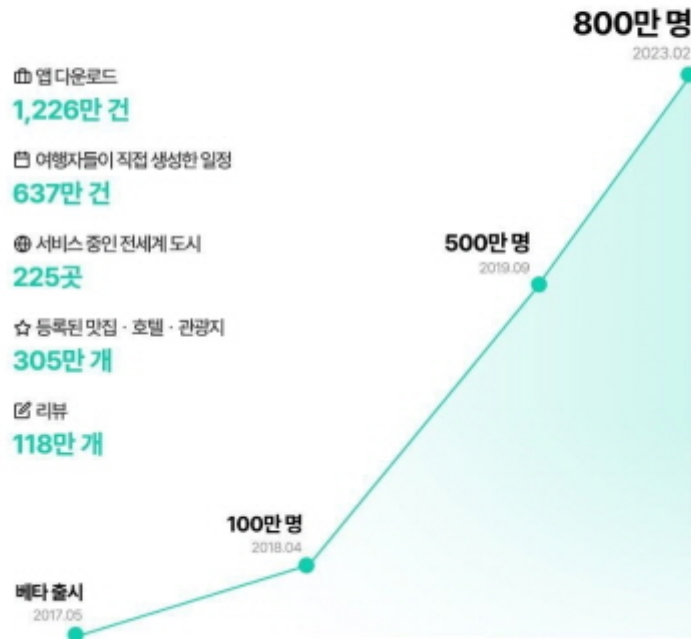 800만 명
2023.02
앱 다운로드
1,226만 건
여행자들이 직접 생성한 일정
637만 건
서비스 중인 전세계 도시
225곳
등록된 맛집 · 호텔 · 관광지
305만 개
리뷰
118만 개
500만 명
2019.09
100만 명
2018.04
베타 출시
2017.05